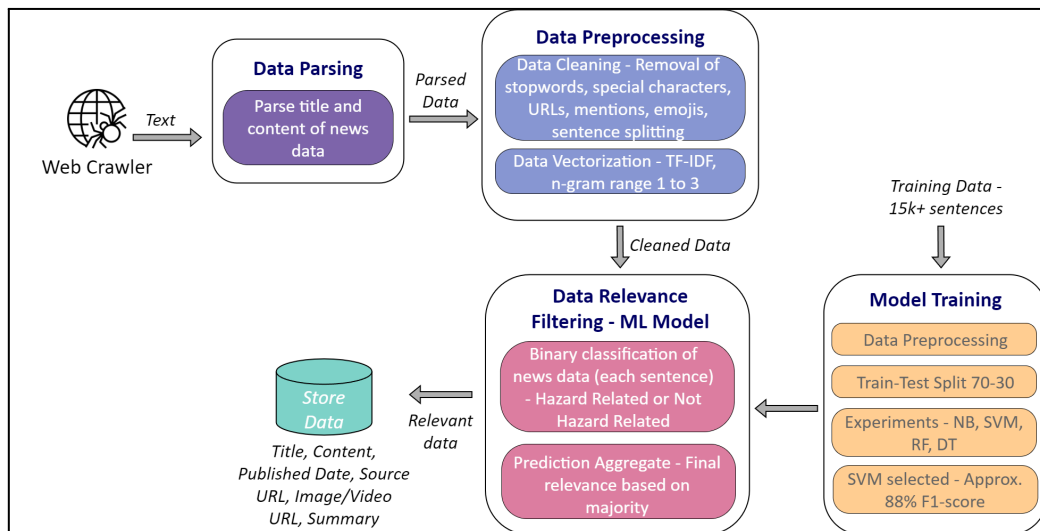 Web Crawler
Text
Data Parsing
Parse title and
content of news
data
Parsed
Data
Data Preprocessing
Data Cleaning - Removal of
stopwords, special characters,
URLs, mentions, emojis,
sentence splitting
Data Vectorization - TF-IDF,
n-gram range 1 to 3
Cleaned Data
Training Data -
15k+ sentences
Model Training
Data Preprocessing
Train-Test Split 70-30
Experiments - NB, SVM,
RF, DT
SVM selected - Approx.
88% F1-score
Data Relevance
Filtering - ML Model
Binary classification of
news data (each sentence)
- Hazard Related or Not
Hazard Related
Prediction Aggregate - Final
relevance based on
majority
Relevant
data
Store
Data
Title, Content,
Published Date, Source
URL, Image/Video
URL, Summary